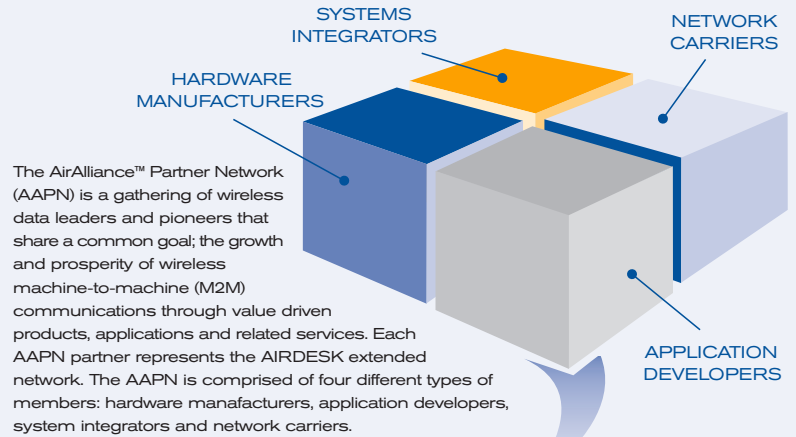 SYSTEMS
INTEGRATORS
NETWORK
CARRIERS
HARDWARE
MANUFACTURERS
The AirAlliance™ Partner Network
(AAPN) is a gathering of wireless
data leaders and pioneers that
share a common goal; the growth
and prosperity of wireless
machine-to-machine (M2M)
communications through value driven
products, applications and related services. Each
AAPN partner represents the AIRDESK extended
network. The AAPN is comprised of four different types of
members: hardware manafacturers, application developers,
system integrators and network carriers.
APPLICATION
DEVELOPERS